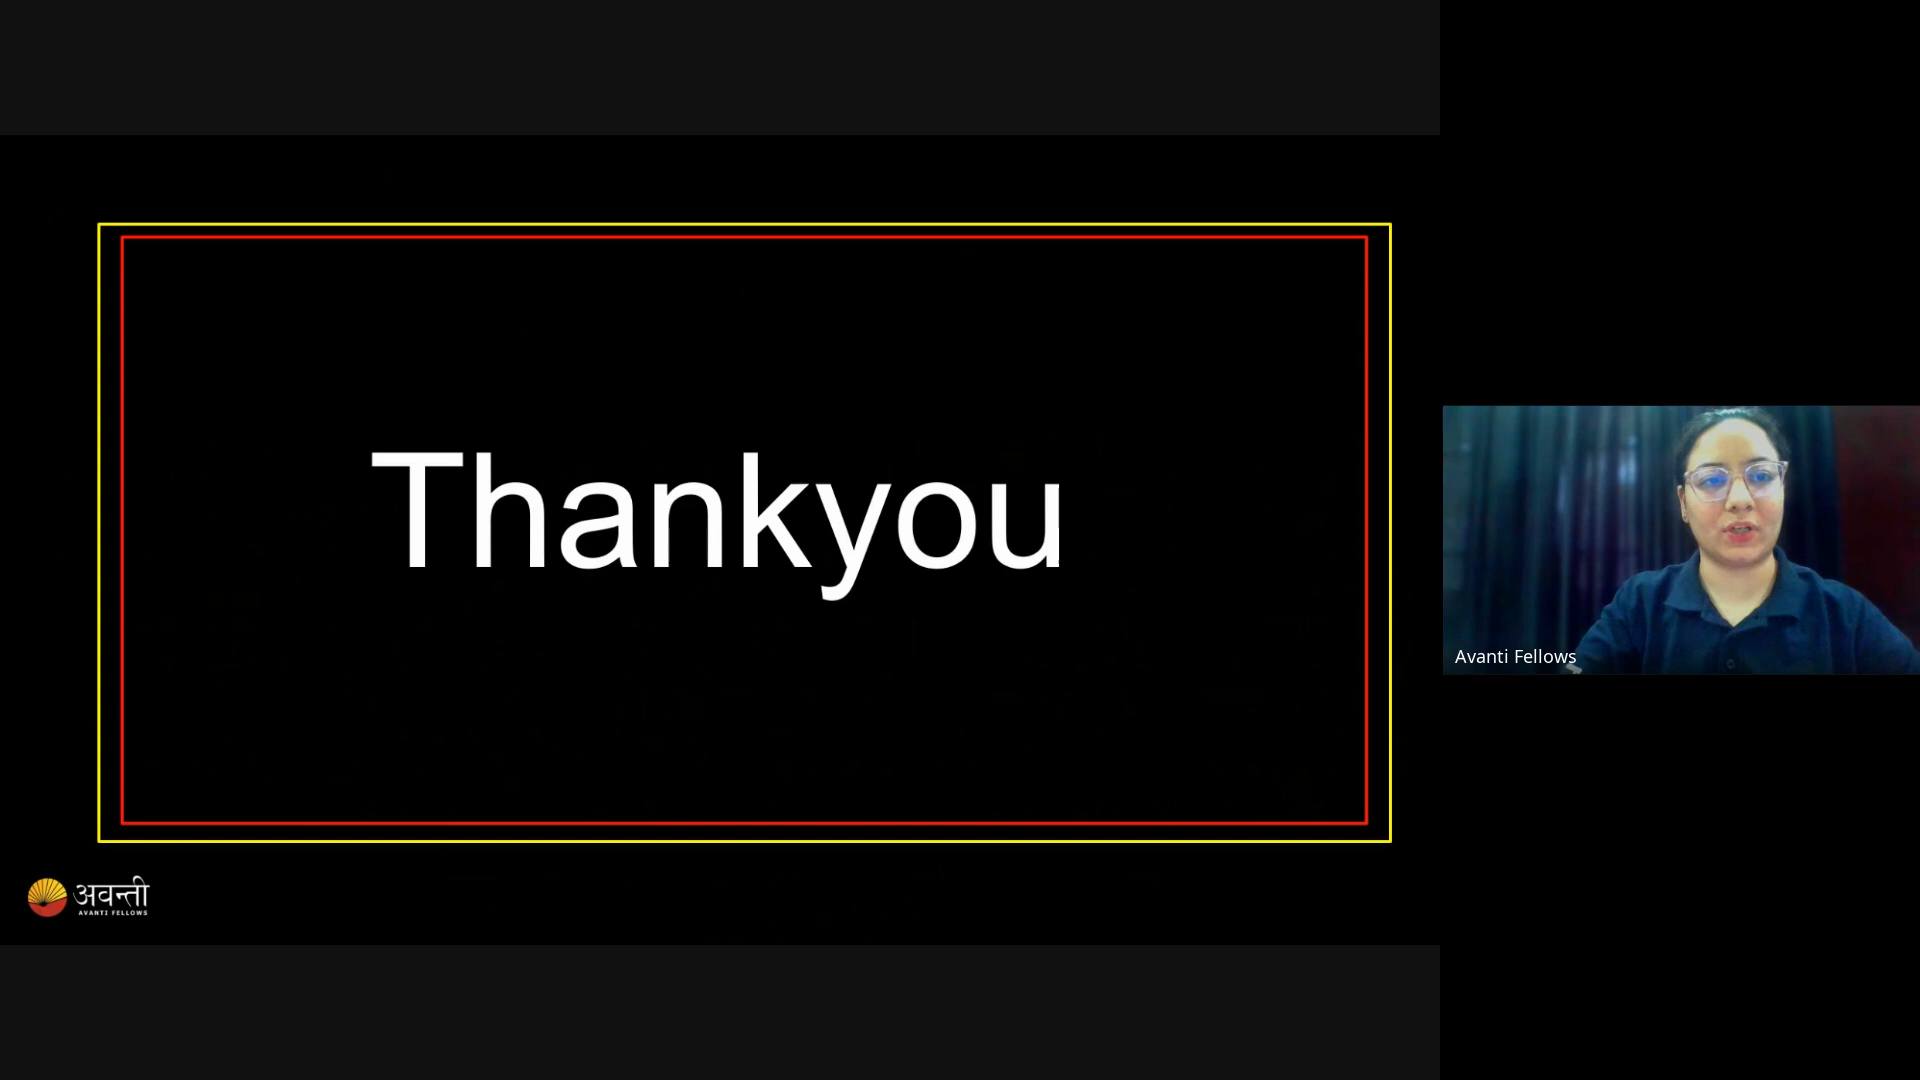 Thankyou
Avanti Fellows
अवन्ती
AVANTI FELLOWS